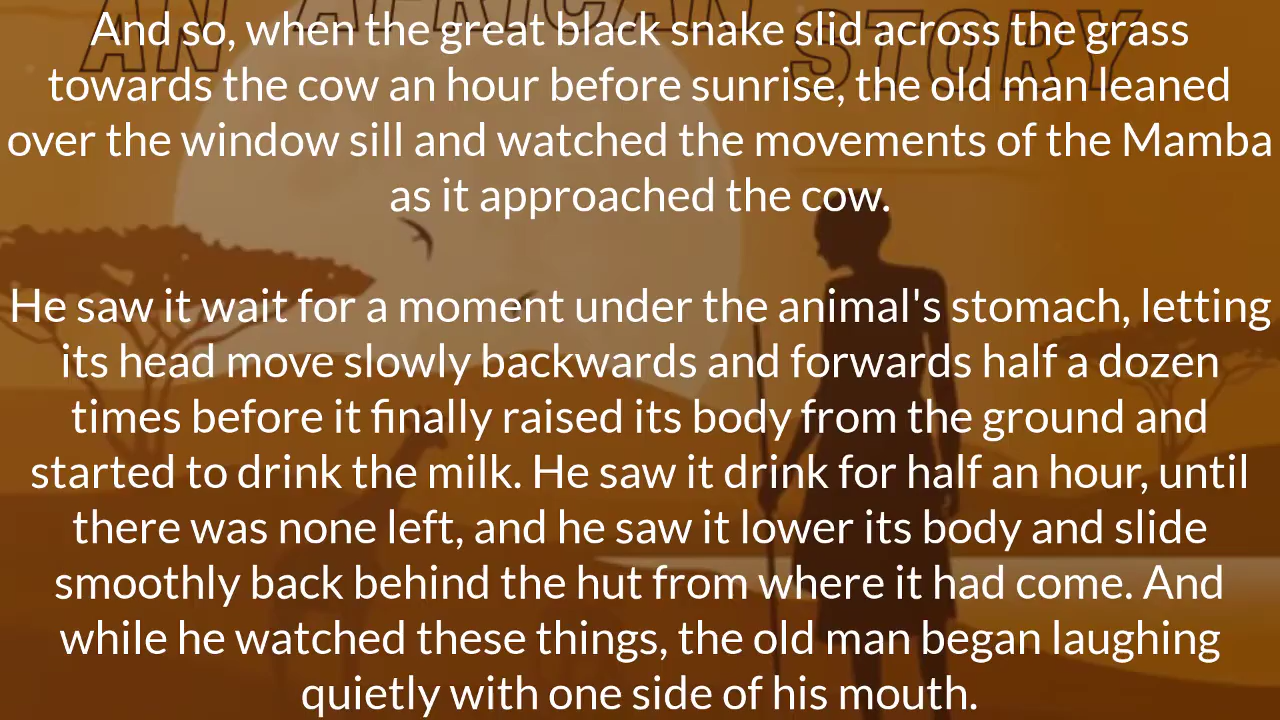 AN AFRICAN STORY
And so, when the great black snake slid across the grass
towards the cow an hour before sunrise, the old man leaned
over the window sill and watched the movements of the Mamba
as it approached the cow.
He saw it wait for a moment under the animal's stomach, letting
its head move slowly backwards and forwards half a dozen
times before it finally raised its body from the ground and
started to drink the milk. He saw it drink for half an hour, until
there was none left, and he saw it lower its body and slide
smoothly back behind the hut from where it had come. And
while he watched these things, the old man began laughing
quietly with one side of his mouth.